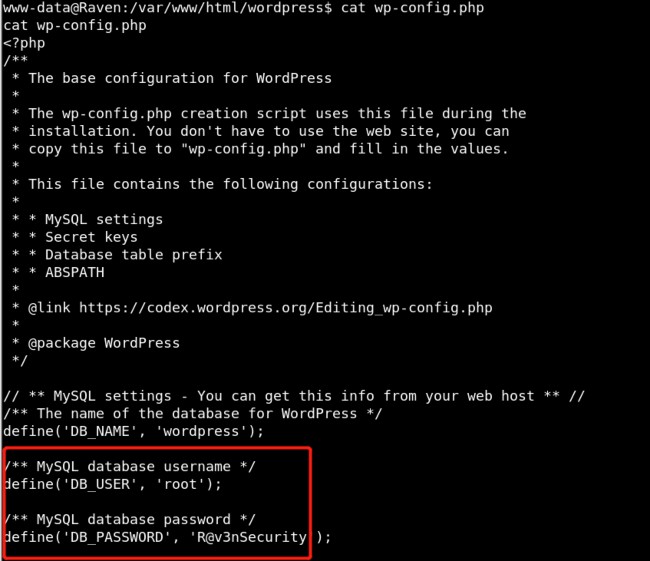 www-data@Raven:/var/www/html/wordpress$ cat wp-config.php
cat wp-config.php
<?php
/**
 * The base configuration for WordPress
 *
 * The wp-config.php creation script uses this file during the
 * installation. You don't have to use the web site, you can
 * copy this file to "wp-config.php" and fill in the values.
 *
 * This file contains the following configurations:
 *
 * * MySQL settings
 * * Secret keys
 * * Database table prefix
 * * ABSPATH
 *
 * @link https://codex.wordpress.org/Editing_wp-config.php
 *
 * @package WordPress
 */
// ** MySQL settings - You can get this info from your web host ** //
/** The name of the database for WordPress */
define('DB_NAME', 'wordpress');
/** MySQL database username */
define('DB_USER', 'root');
/** MySQL database password */
define('DB_PASSWORD', 'R@v3nSecurity');